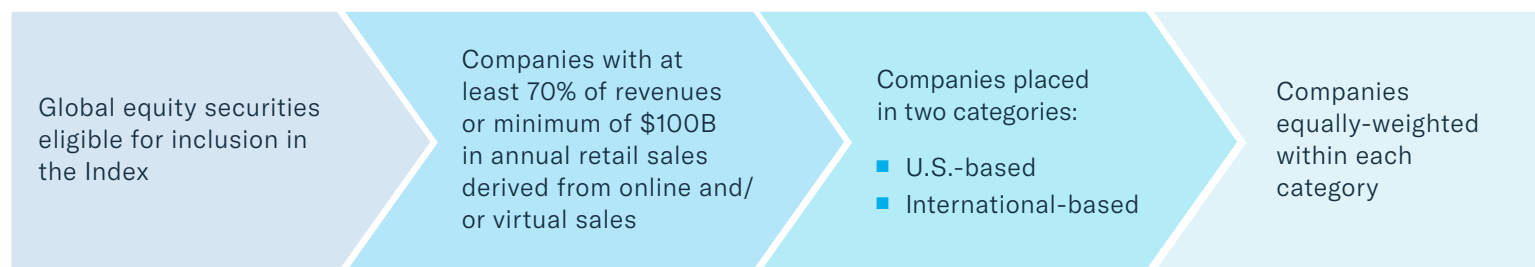 Global equity securities
eligible for inclusion in
the Index
Companies with at
least 70% of revenues
or minimum of $100B
in annual retail sales
derived from online and/
or virtual sales
Companies placed
in two categories:
U.S.-based
International-based
Companies
equally-weighted
within each
category